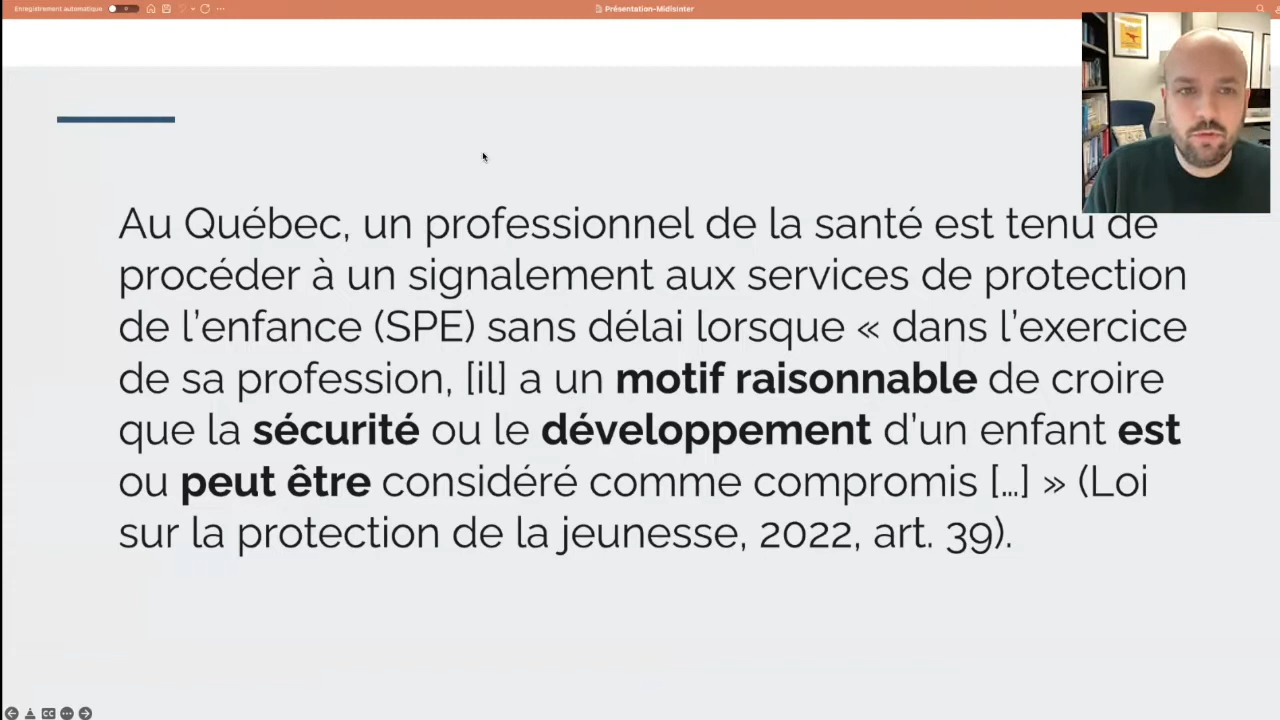 Enregistrement automatique
Présentation-Midisinter
Au Québec, un professionnel de la santé est tenu de
procéder à un signalement aux services de protection
de l’enfance (SPE) sans délai lorsque « dans l’exercice
de sa profession, [il] a un motif raisonnable de croire
que la sécurité ou le développement d’un enfant est
ou peut être considéré comme compromis [...] » (Loi
sur la protection de la jeunesse, 2022, art. 39).
CC